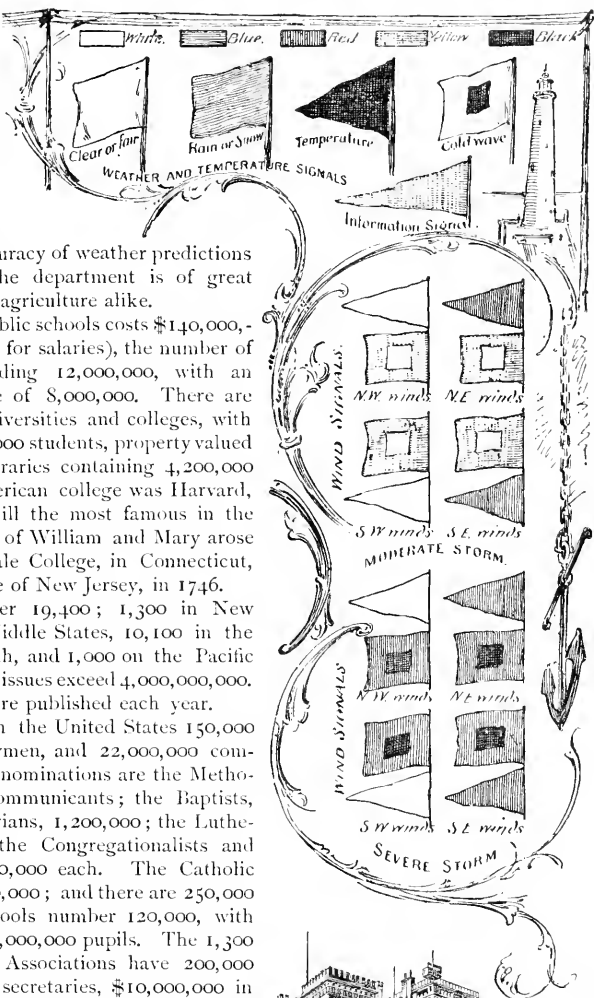 White. Blue. Red Yellow Black
Clear or fair Rain or Snow Temperature Cold wave
WEATHER AND TEMPERATURE SIGNALS
Information Signal.
uracy of weather predictions
he department is of great
agriculture alike.
blic schools costs $140,000,-
for salaries), the number of
ding 12,000,000, with an
e of 8,000,000. There are
iversities and colleges, with
000 students, property valued
raries containing 4,200,000
erican college was Harvard,
ill the most famous in the
of William and Mary arose
ale College, in Connecticut,
e of New Jersey, in 1746.
er 19,400; 1,300 in New
iddle States, 10,100 in the
h, and 1,000 on the Pacific
issues exceed 4,000,000,000.
re published each year.
n the United States 150,000
ymen, and 22,000,000 com-
nominations are the Metho-
ommunicants; the Baptists,
rians, 1,200,000; the Luthe-
the Congregationalists and
0,000 each. The Catholic
0,000; and there are 250,000
ools number 120,000, with
,000,000 pupils. The 1,300
Associations have 200,000
secretaries, $10,000,000 in
WIND SIGNALS.
N.W. winds N.E. winds
S W winds S.E. winds
MODERATE STORM.
WIND SIGNALS
N W. winds N E winds
S W winds S E winds
SEVERE STORM